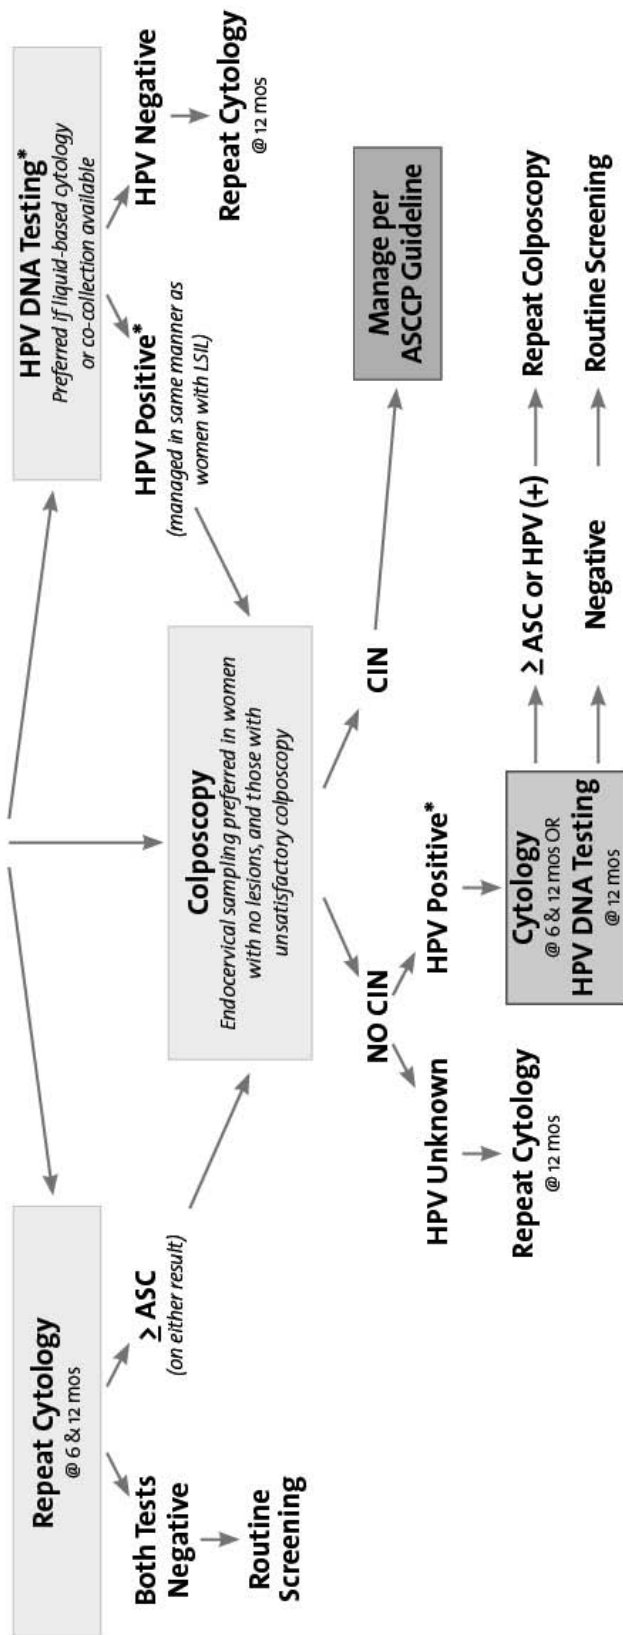 Repeat Cytology
@ 6 & 12 mos
HPV DNA Testing*
Preferred if liquid-based cytology
or co-collection available
Both Tests
Negative
≥ ASC
(on either result)
HPV Positive*
(managed in same manner as
women with LSIL)
HPV Negative
Routine
Screening
Repeat Cytology
@ 12 mos
Colposcopy
Endocervical sampling preferred in women
with no lesions, and those with
unsatisfactory colposcopy
NO CIN
CIN
Manage per
ASCCP Guideline
HPV Unknown
HPV Positive*
Repeat Cytology
@ 12 mos
Cytology
@ 6 & 12 mos OR
HPV DNA Testing
@ 12 mos
≥ ASC or HPV (+)
Repeat Colposcopy
Negative
Routine Screening